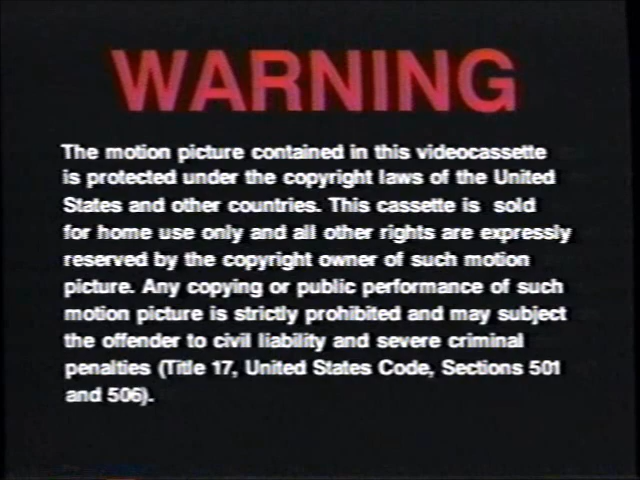 WARNING
The motion picture contained in this videocassette
is protected under the copyright laws of the United
States and other countries. This cassette is sold
for home use only and all other rights are expressly
reserved by the copyright owner of such motion
picture. Any copying or public performance of such
motion picture is strictly prohibited and may subject
the offender to civil liability and severe criminal
penalties (Title 17, United States Code, Sections 501
and 506).